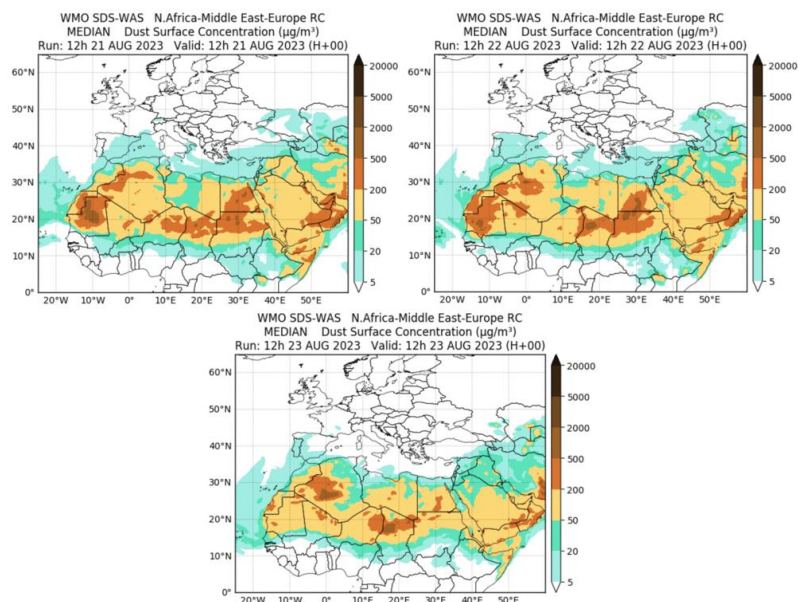 WMO SDS-WAS N.Africa-Middle East-Europe RC
MEDIAN Dust Surface Concentration (µg/m³)
Run: 12h 21 AUG 2023 Valid: 12h 21 AUG 2023 (H+00)
60°N
50°N
40°N
30°N
20°N
10°N
0°
20°W
10°W
0°
10°E
20°E
30°E
40°E
50°E
20000
5000
2000
500
200
50
20
5
WMO SDS-WAS N.Africa-Middle East-Europe RC
MEDIAN Dust Surface Concentration (µg/m³)
Run: 12h 22 AUG 2023 Valid: 12h 22 AUG 2023 (H+00)
60°N
50°N
40°N
30°N
20°N
10°N
0°
20°W
10°W
0°
10°E
20°E
30°E
40°E
50°E
20000
5000
2000
500
200
50
20
5
WMO SDS-WAS N.Africa-Middle East-Europe RC
MEDIAN Dust Surface Concentration (µg/m³)
Run: 12h 23 AUG 2023 Valid: 12h 23 AUG 2023 (H+00)
60°N
50°N
40°N
30°N
20°N
10°N
0°
20°W
10°W
0°
10°E
20°E
30°E
40°E
50°E
20000
5000
2000
500
200
50
20
5